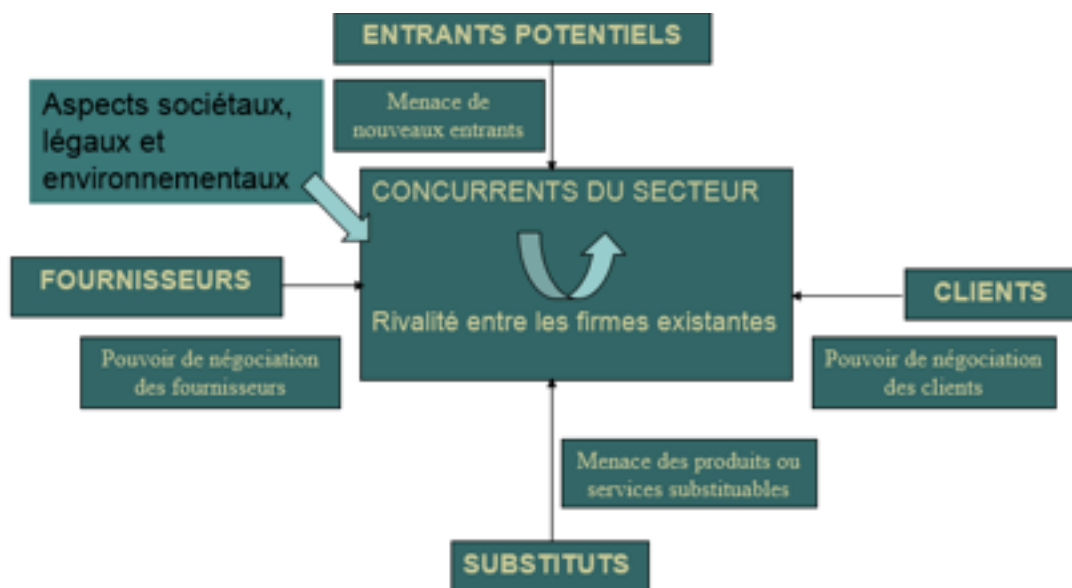 ENTRANTS POTENTIELS
Menace de
nouveaux entrants
Aspects sociétaux,
légaux et
environnementaux
CONCURRENTS DU SECTEUR
Rivalité entre les firmes existantes
FOURNISSEURS
Pouvoir de négociation
des fournisseurs
CLIENTS
Pouvoir de négociation
des clients
Menace des produits ou
services substituables
SUBSTITUTS